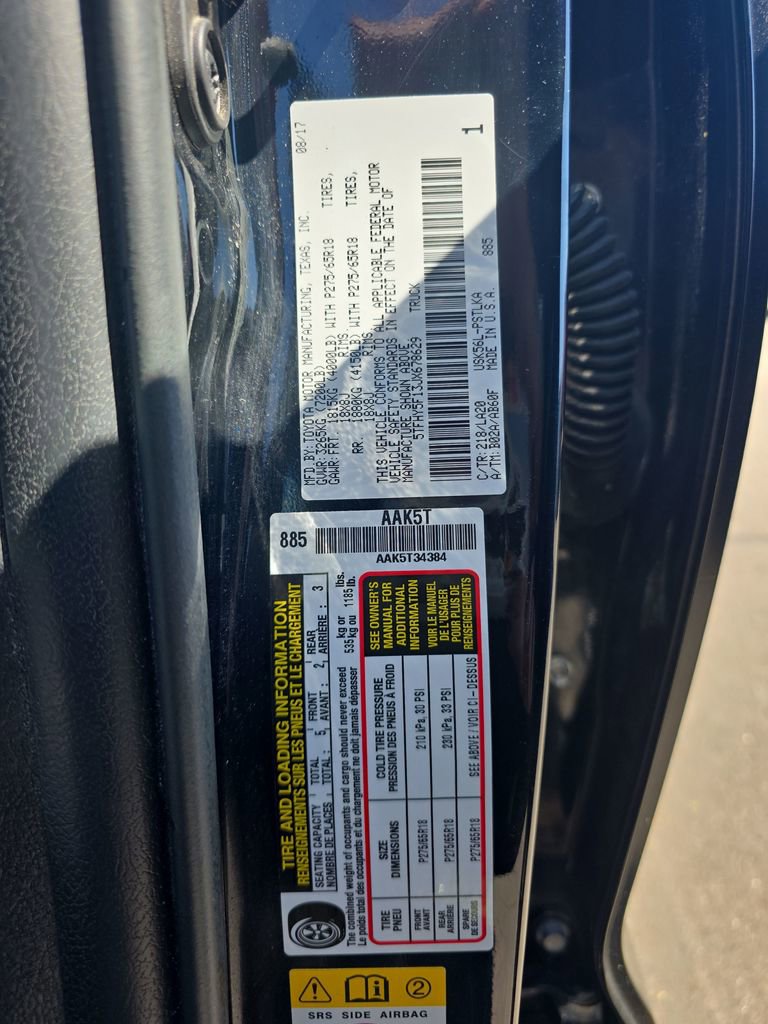 MFD. BY: TOYOTA MOTOR MANUFACTURING, TEXAS, INC. 08/17
GVWR: 3265KG (7200LB)
GAWR: FRT. 1815KG (4000LB) WITH P275/65R18 TIRES,
18X8J RIMS
RR. 1880KG (4150LB) WITH P275/65R18 TIRES,
18X8J RIMS
THIS VEHICLE CONFORMS TO ALL APPLICABLE FEDERAL MOTOR
VEHICLE SAFETY STANDARDS IN EFFECT ON THE DATE OF
MANUFACTURE SHOWN ABOVE.
5TFHY5F13JX678629 TRUCK
1
C/TR: 218/LA20 USK56L-PSTLKA
A/TM: B02A/AB60F MADE IN U.S.A. 885
885 AAK5T
AAK5T34384
TIRE AND LOADING INFORMATION
RENSEIGNEMENTS SUR LES PNEUS ET LE CHARGEMENT
SEATING CAPACITY TOTAL FRONT REAR
NOMBRE DE PLACES TOTAL: 5, AVANT: 2, ARRIÈRE: 3
The combined weight of occupants and cargo should never exceed kg or lbs.
Le poids total des occupants et du chargement ne doit jamais dépasser 535 kg ou 1185 lb.
TIRE SIZE COLD TIRE PRESSURE
PNEU DIMENSIONS PRESSION DES PNEUS À FROID
FRONT
AVANT P275/65R18 210 kPa, 30 PSI
REAR
ARRIÈRE P275/65R18 230 kPa, 33 PSI
SPARE
DE SECOURS P275/65R18 SEE ABOVE / VOIR CI-DESSUS
SEE OWNER'S
MANUAL FOR
ADDITIONAL
INFORMATION
VOIR LE MANUEL
DE L'USAGER
POUR PLUS DE
RENSEIGNEMENTS
2
SRS SIDE AIRBAG